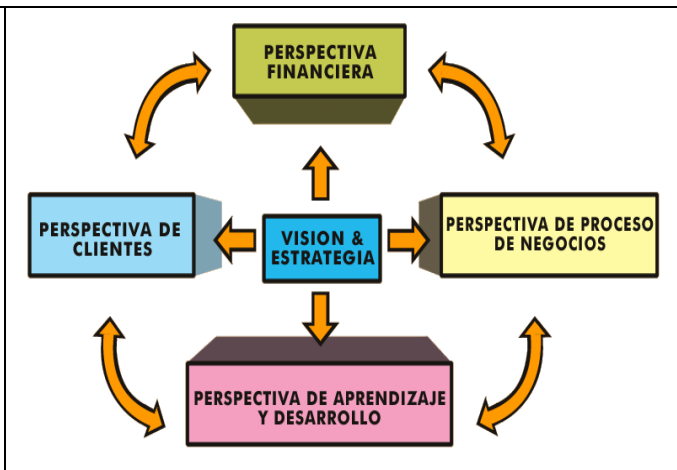 PERSPECTIVA
FINANCIERA
PERSPECTIVA DE
CLIENTES
VISION &
ESTRATEGIA
PERSPECTIVA DE PROCESO
DE NEGOCIOS
PERSPECTIVA DE APRENDIZAJE
Y DESARROLLO